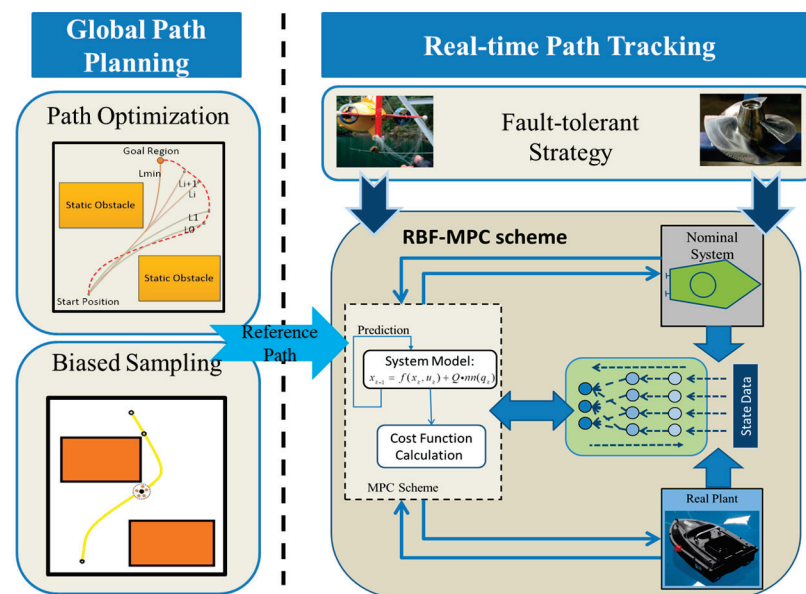 Global Path
Planning
Path Optimization
Goal Region
Lmin
Li+1
Li
Static Obstacle
L1
L0
Static Obstacle
Start Position
Biased Sampling
Reference
Path
Real-time Path Tracking
Fault-tolerant
Strategy
RBF-MPC scheme
Nominal
System
Prediction
System Model:
x_{k+1} = f(x_k, n_k) + Q•nn(q_k)
Cost Function
Calculation
MPC Scheme
State Data
Real Plant